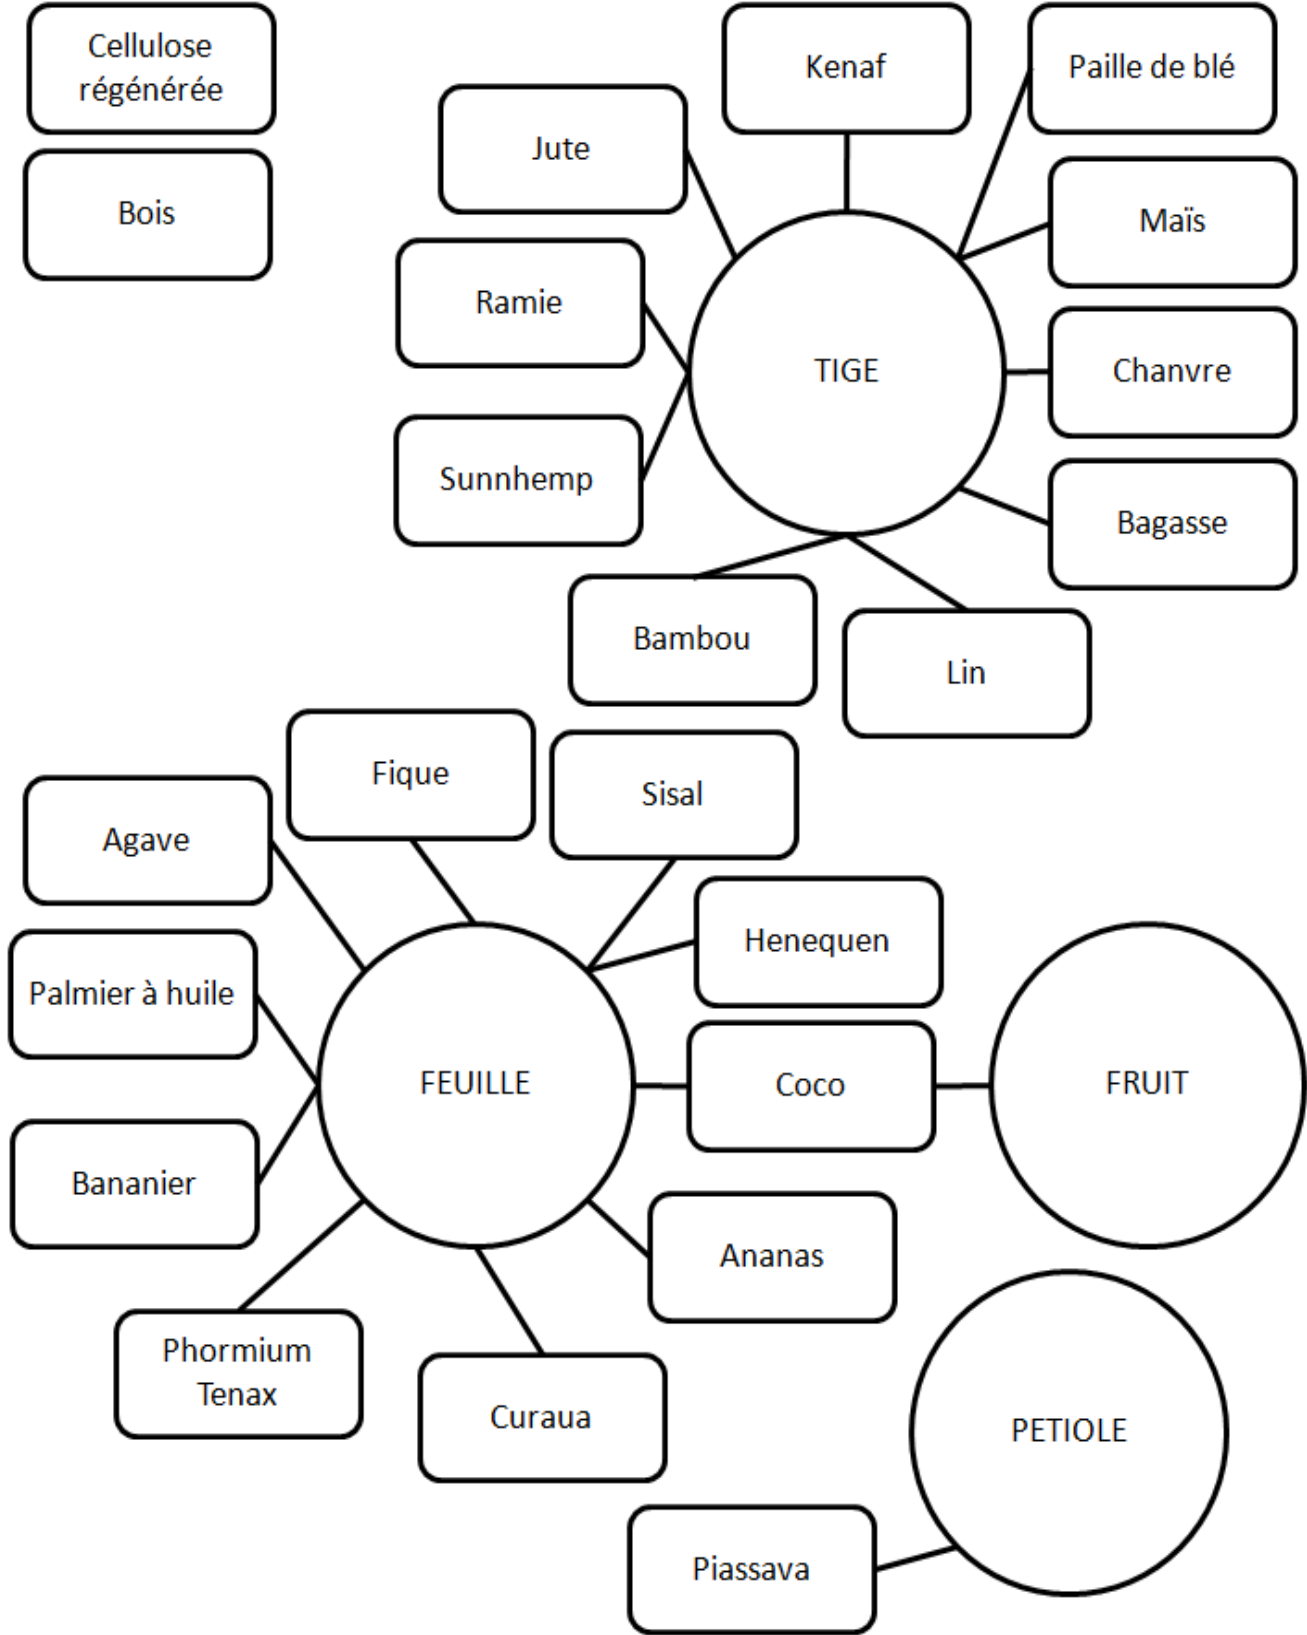 Cellulose
régénérée
Bois
Kenaf
Paille de blé
Jute
Maïs
Ramie
TIGE
Chanvre
Sunnhemp
Bagasse
Bambou
Lin
Fique
Sisal
Agave
Henequen
Palmier à huile
FEUILLE
Coco
FRUIT
Bananier
Ananas
Phormium
Tenax
Curaua
PETIOLE
Piassava